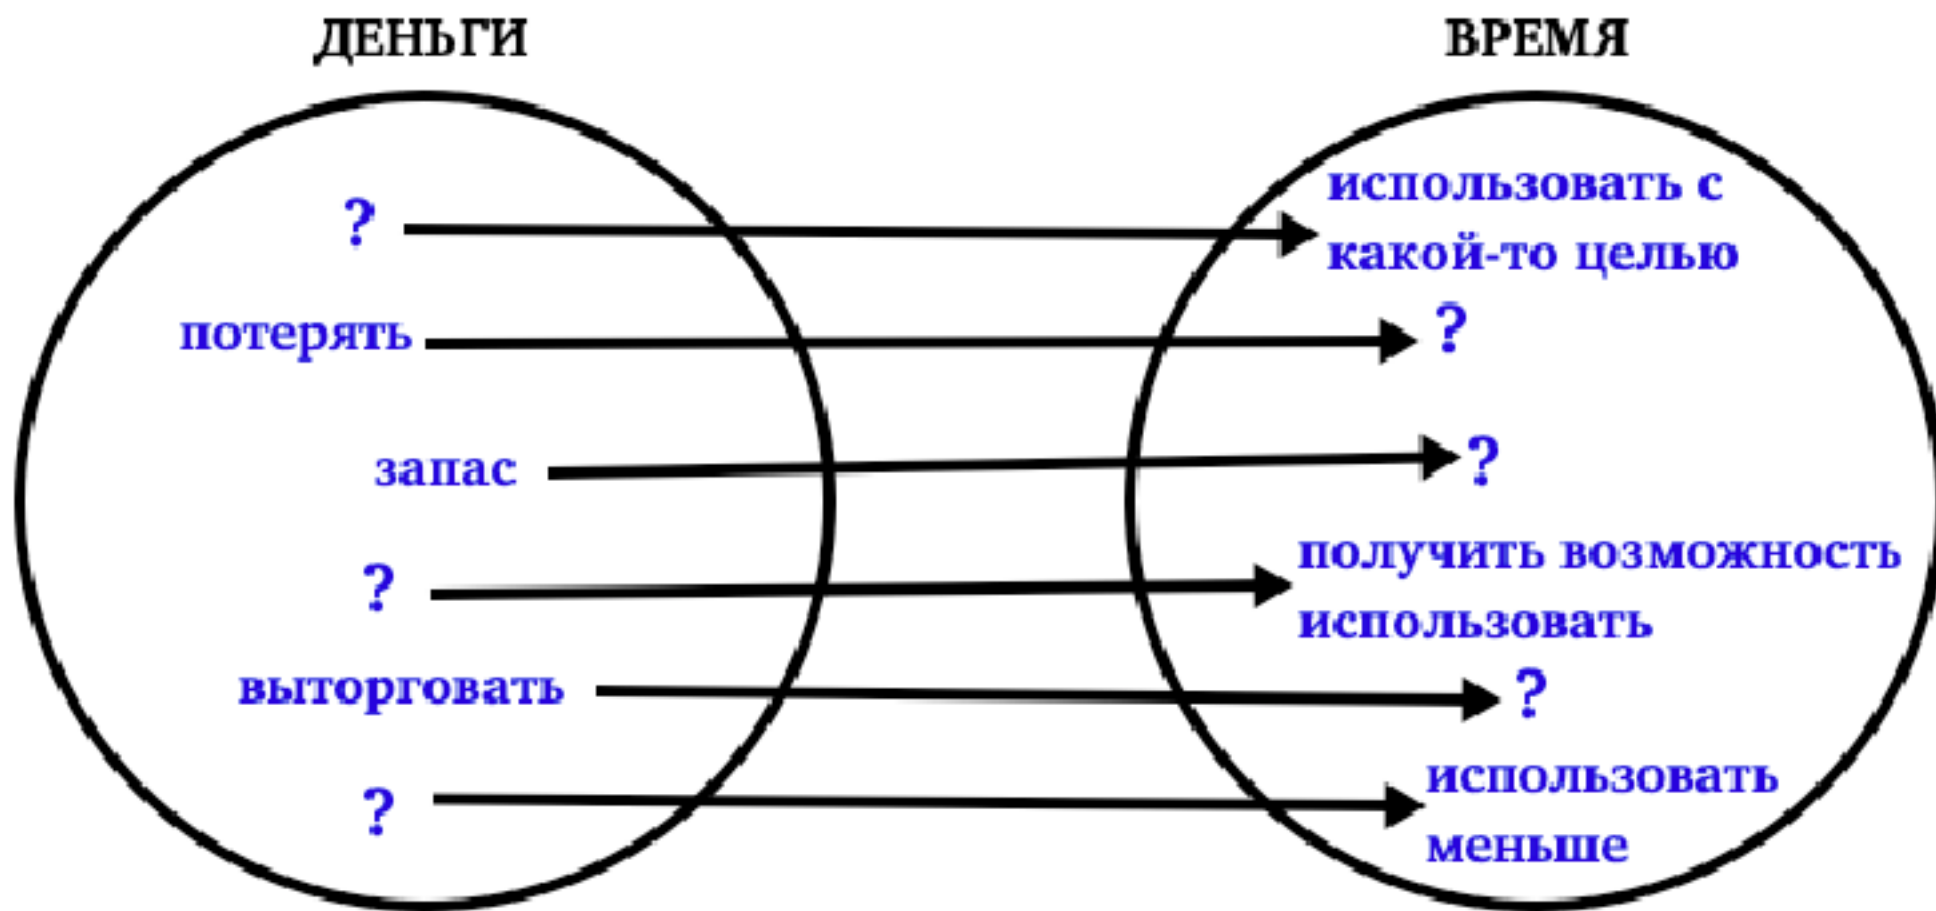 ДЕНЬГИ
ВРЕМЯ
?
использовать с
какой-то целью
потерять
?
запас
?
?
получить возможность
использовать
выторговать
?
?
использовать
меньше